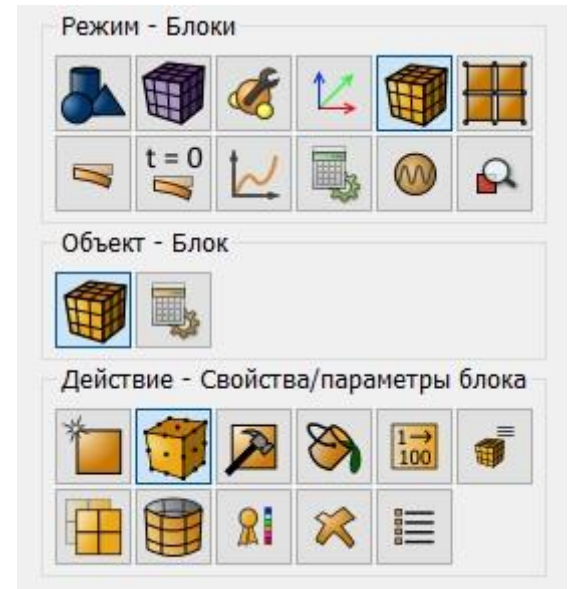 Режим - Блоки
t = 0
Объект - Блок
Действие - Свойства/параметры блока
1→
100